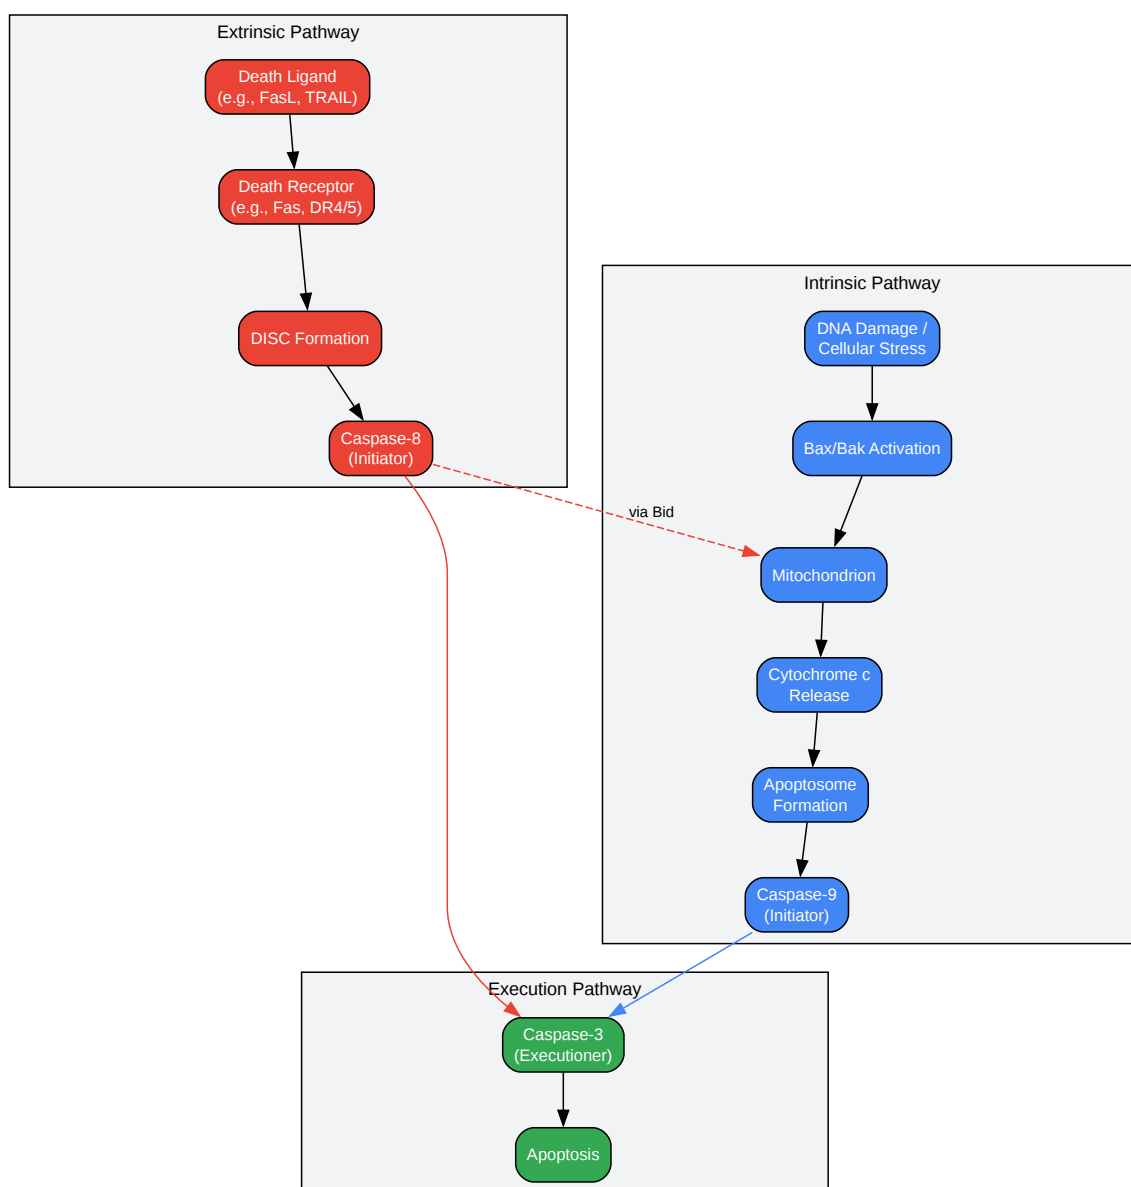 Extrinsic Pathway
Death Ligand
(e.g., FasL, TRAIL)
Death Receptor
(e.g., Fas, DR4/5)
DISC Formation
Caspase-8
(Initiator)
via Bid
Intrinsic Pathway
DNA Damage /
Cellular Stress
Bax/Bak Activation
Mitochondrion
Cytochrome c
Release
Apoptosome
Formation
Caspase-9
(Initiator)
Execution Pathway
Caspase-3
(Executioner)
Apoptosis